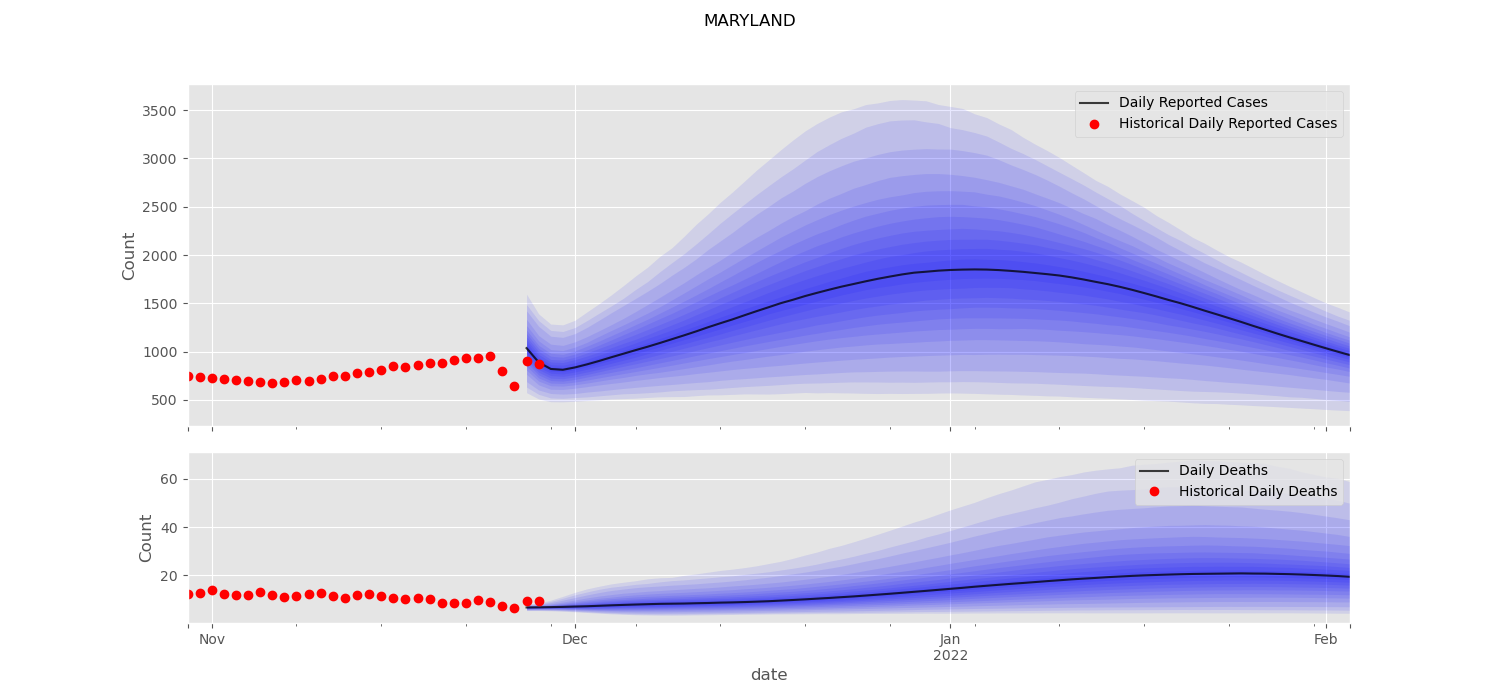 MARYLAND
3500
3000
2500
2000
1500
1000
500
Count
Daily Reported Cases
Historical Daily Reported Cases
60
40
20
Count
Daily Deaths
Historical Daily Deaths
Nov Dec Jan Feb
2022
date